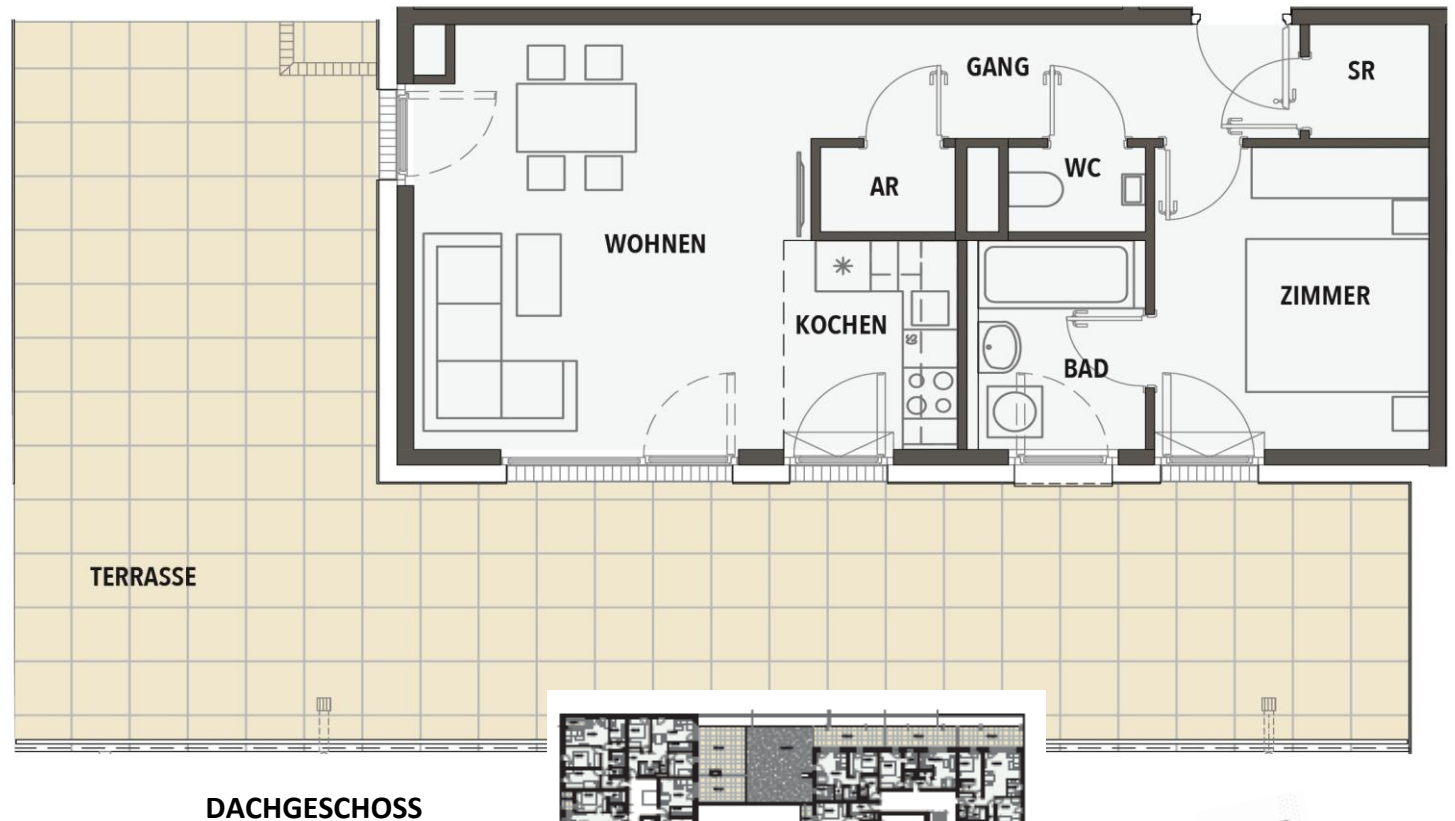 GANG
SR
AR
WC
WOHNEN
ZIMMER
KOCHEN
BAD
TERRASSE
DACHGESCHOSS